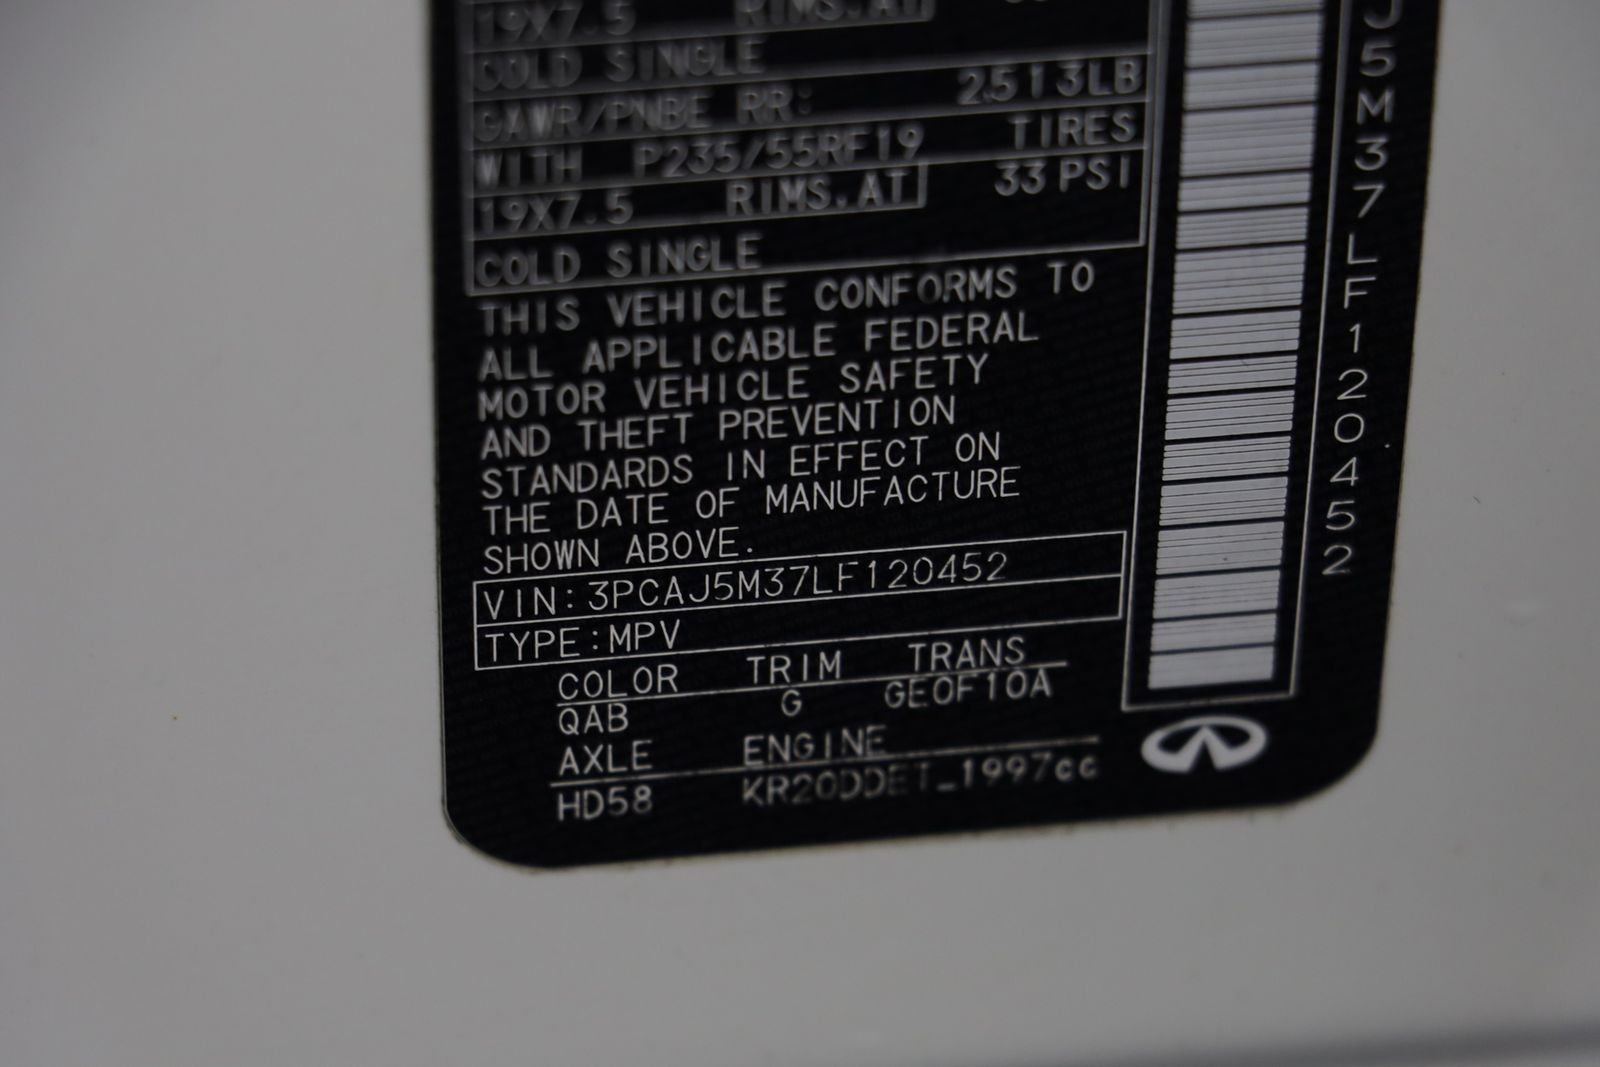 19X7.5 RIMS.AT
COLD SINGLE
GAWR/PNBE RR: 2513LB
WITH P235/55RF19 TIRES
19X7.5 RIMS.AT 33 PSI
COLD SINGLE
THIS VEHICLE CONFORMS TO
ALL APPLICABLE FEDERAL
MOTOR VEHICLE SAFETY
AND THEFT PREVENTION
STANDARDS IN EFFECT ON
THE DATE OF MANUFACTURE
SHOWN ABOVE.
VIN:3PCAJ5M37LF120452
TYPE:MPV
COLOR TRIM TRANS
QAB G GE0F10A
AXLE ENGINE
HD58 KR20DDET_1997cc
J5M37LF120452